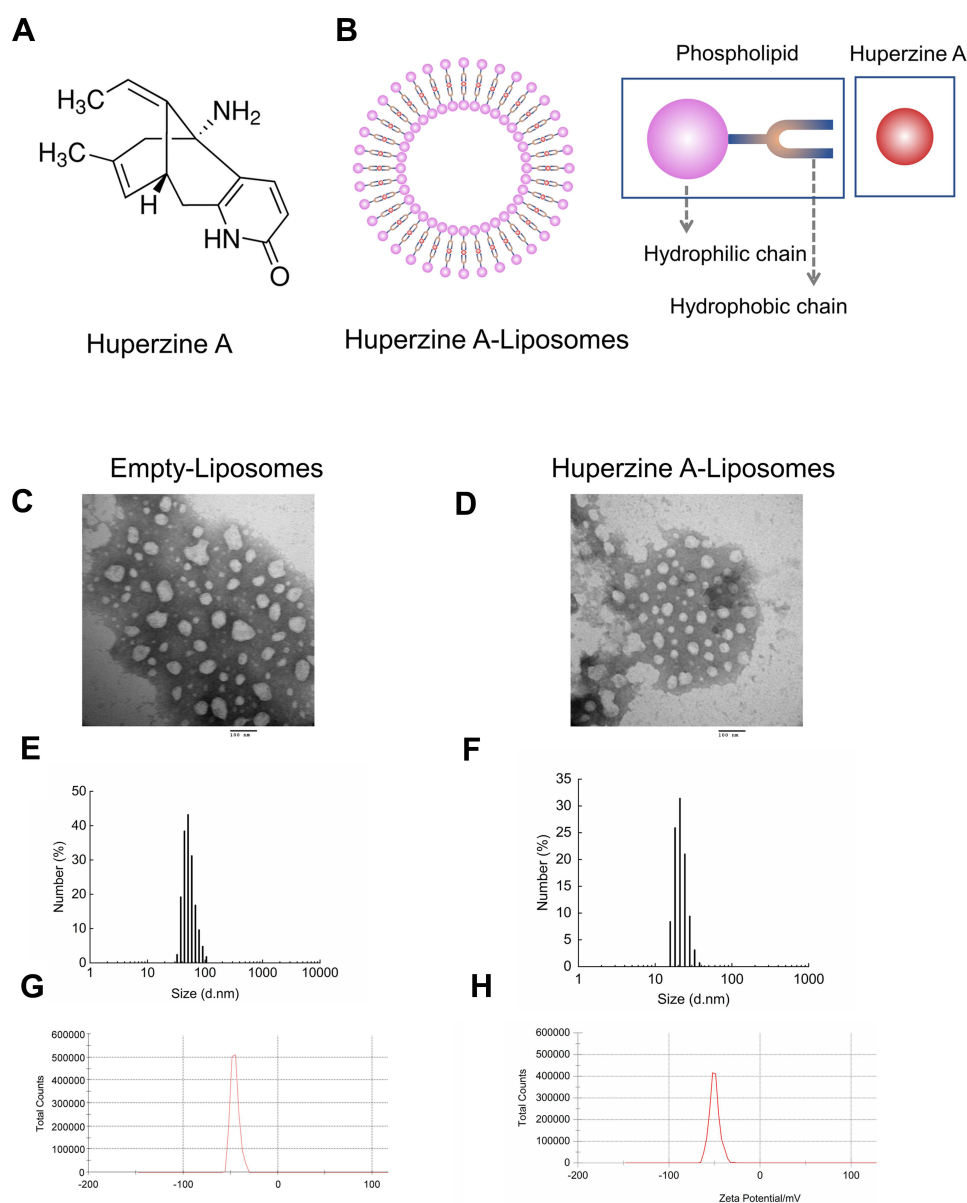 A
B
Phospholipid
Huperzine A
H₃C
NH₂
H₃C
H
HN
O
Hydrophilic chain
Hydrophobic chain
Huperzine A
Huperzine A-Liposomes
Empty-Liposomes
Huperzine A-Liposomes
C
D
100 nm
100 nm
E
F
50
40
30
20
10
0
Number (%)
1
10
100
1000
10000
Size (d.nm)
35
30
25
20
15
10
5
0
Number (%)
1
10
100
1000
Size (d.nm)
G
H
600000
500000
400000
300000
200000
100000
0
Total Counts
-200
-100
0
100
600000
500000
400000
300000
200000
100000
0
Total Counts
-200
-100
0
100
Zeta Potential/mV